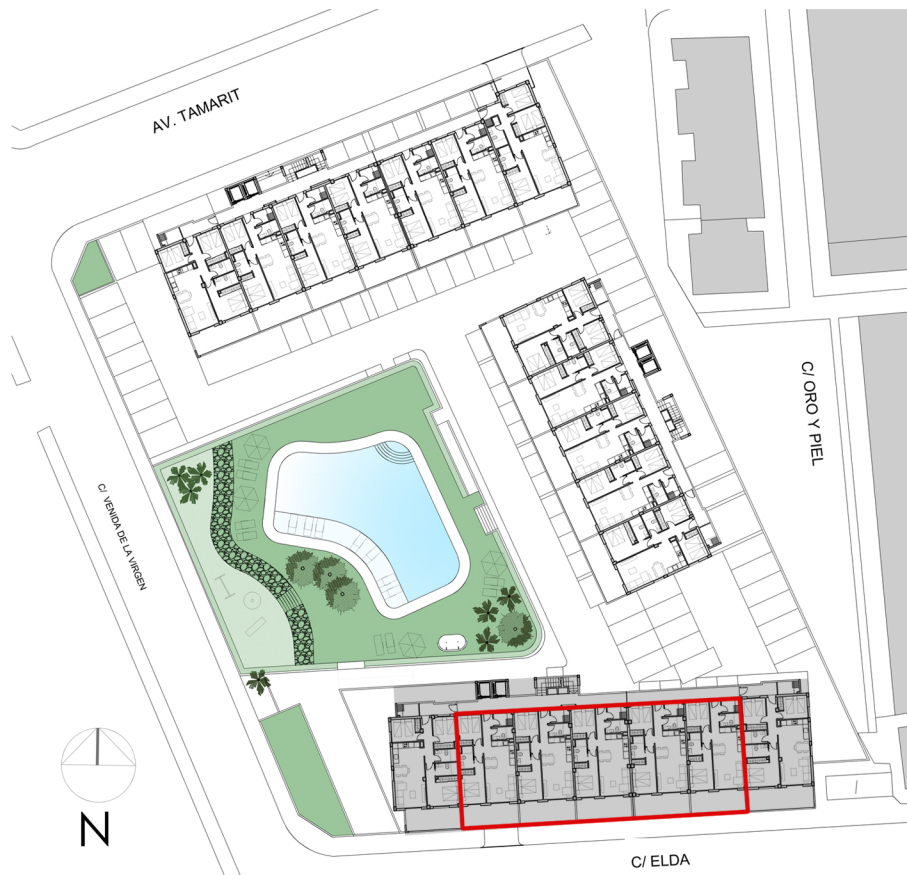 AV. TAMARIT
C/ ORO Y PIEL
C/ VENIDA DE LA VIRGEN
N
C/ ELDA